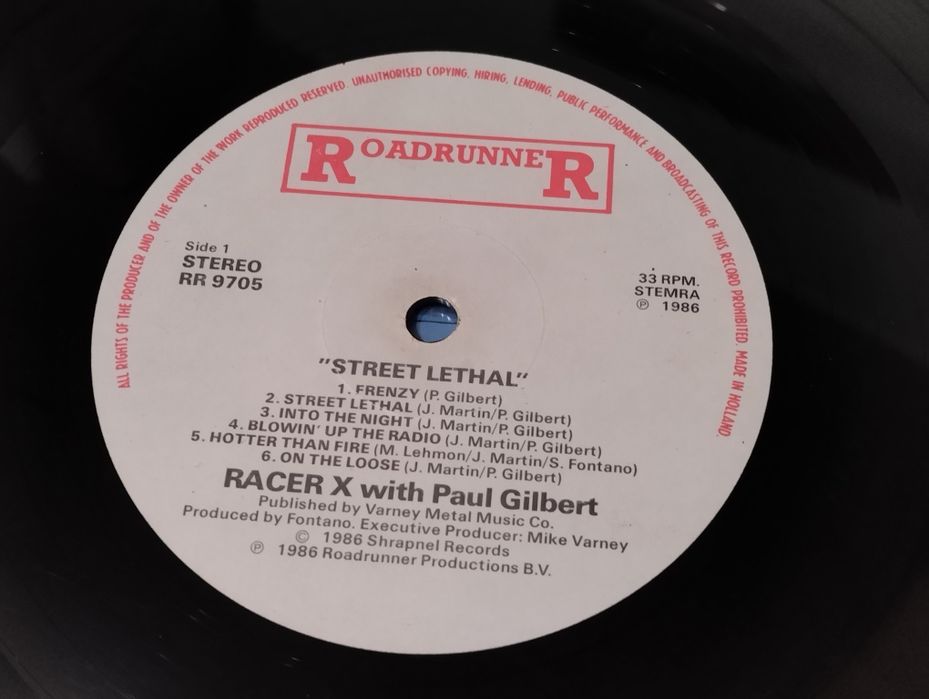 ALL RIGHTS OF THE PRODUCER AND OF THE OWNER OF THE WORK REPRODUCED RESERVED. UNAUTHORISED COPYING, HIRING, LENDING, PUBLIC PERFORMANCE AND BROADCASTING OF THIS RECORD PROHIBITED. MADE IN HOLLAND.
ROADRUNNER
Side 1
STEREO
RR 9705
33 RPM.
STEMRA
℗ 1986
"STREET LETHAL"
1. FRENZY (P. Gilbert)
2. STREET LETHAL (J. Martin/P. Gilbert)
3. INTO THE NIGHT (J. Martin/P. Gilbert)
4. BLOWIN' UP THE RADIO (J. Martin/P. Gilbert)
5. HOTTER THAN FIRE (M. Lehmon/J. Martin/S. Fontano)
6. ON THE LOOSE (J. Martin/P. Gilbert)
RACER X with Paul Gilbert
Published by Varney Metal Music Co.
Produced by Fontano. Executive Producer: Mike Varney
© 1986 Shrapnel Records
℗ 1986 Roadrunner Productions B.V.